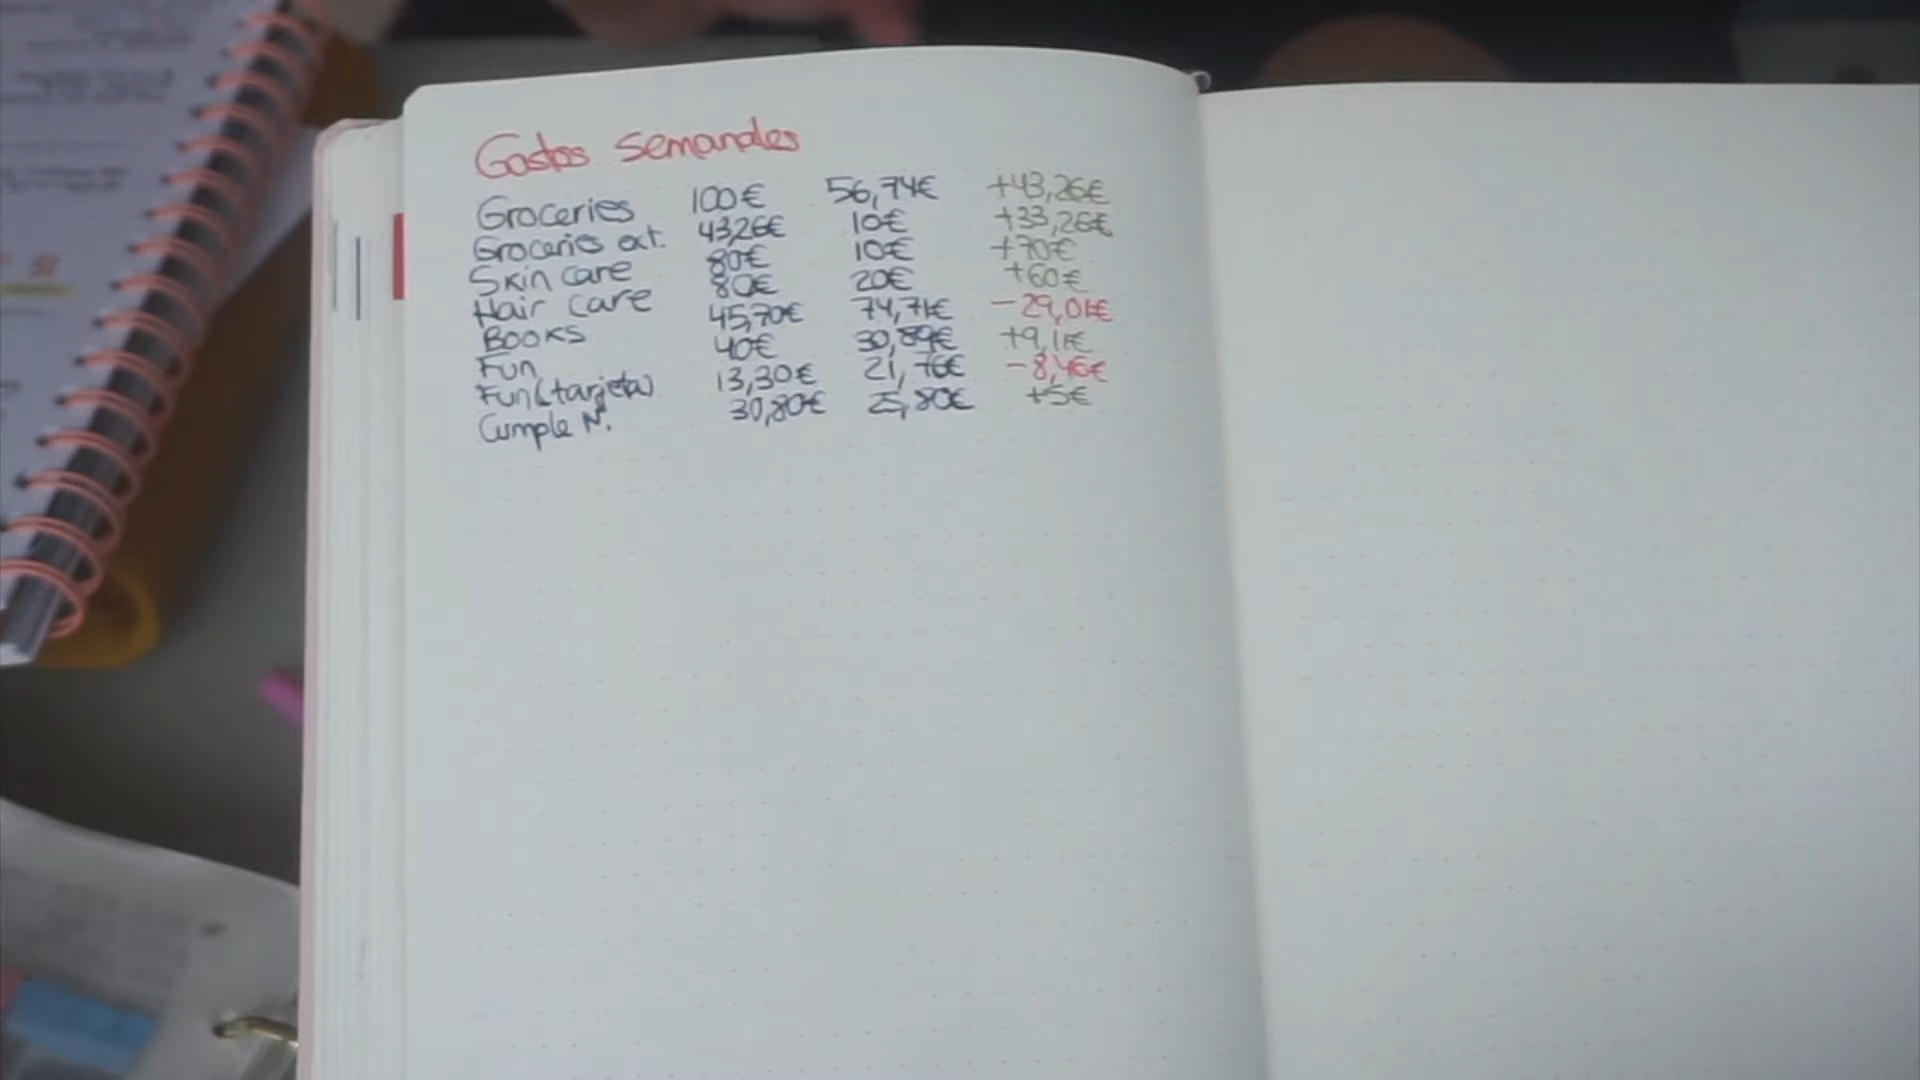 Gastos semanales
Groceries 100€ 56,74€ +43,26€
Groceries ext. 43,26€ 10€ +33,26€
Skin care 80€ 10€ +70€
Hair care 80€ 20€ +60€
Books 45,70€ 74,71€ -29,01€
Fun 40€ 30,89€ +9,11€
Fun (tarjeta) 13,30€ 21,76€ -8,46€
Cumple N. 30,80€ 25,80€ +5€